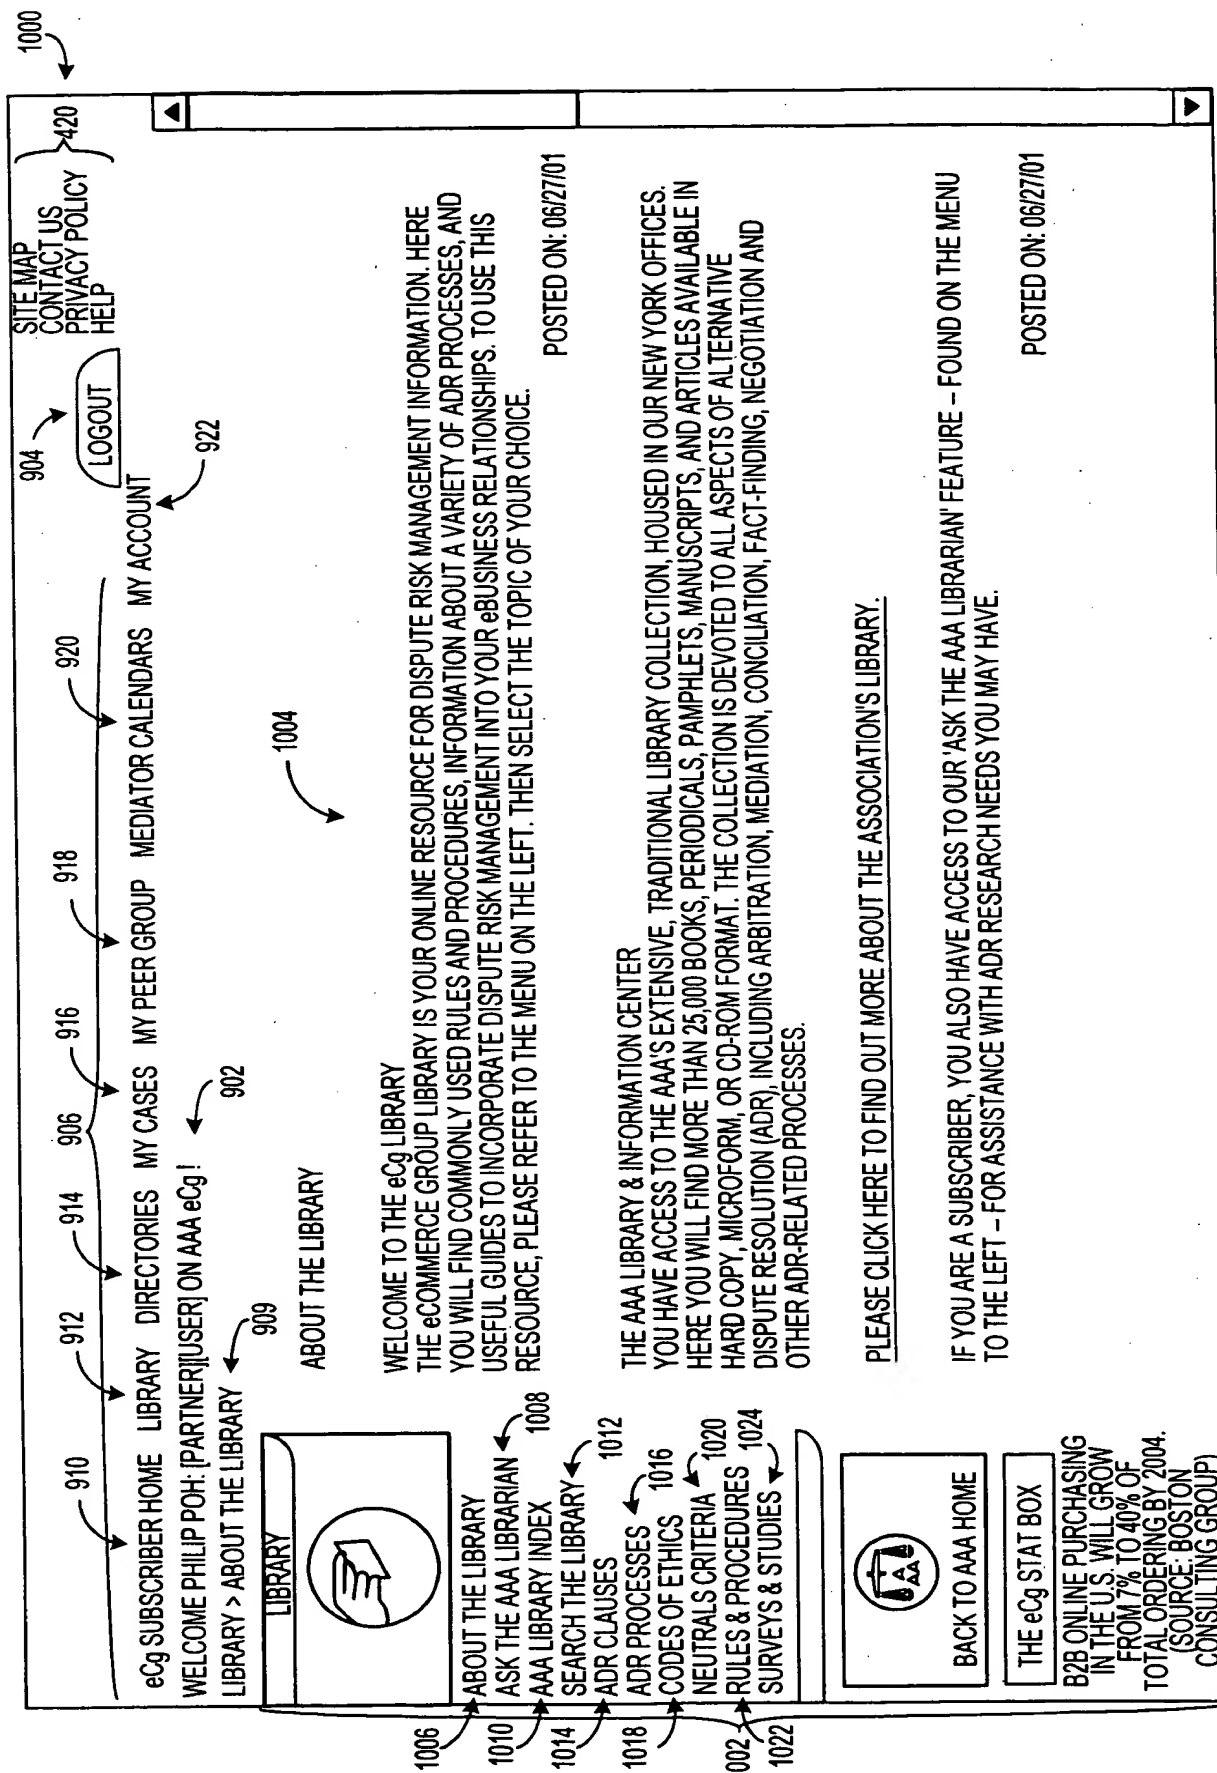 1000
SITE MAP
CONTACT US
PRIVACY POLICY
HELP
420
904
LOGOUT
906
910
912
914
916
918
920
922
eCg SUBSCRIBER HOME LIBRARY DIRECTORIES MY CASES MY PEER GROUP MEDIATOR CALENDARS MY ACCOUNT
WELCOME PHILIP POH: [PARTNER][USER] ON AAA eCg!
902
LIBRARY > ABOUT THE LIBRARY
909
LIBRARY
1006
ABOUT THE LIBRARY
ASK THE AAA LIBRARIAN
1008
1010
AAA LIBRARY INDEX
SEARCH THE LIBRARY
1012
1014
ADR CLAUSES
ADR PROCESSES
1016
1018
CODES OF ETHICS
NEUTRALS CRITERIA
1020
002
1022
RULES & PROCEDURES
SURVEYS & STUDIES
1024
AAA
BACK TO AAA HOME
THE eCg STAT BOX
B2B ONLINE PURCHASING
IN THE U.S. WILL GROW
FROM 7% TO 40% OF
TOTAL ORDERING BY 2004.
(SOURCE: BOSTON
CONSULTING GROUP)
1004
ABOUT THE LIBRARY
WELCOME TO THE eCg LIBRARY
THE eCOMMERCE GROUP LIBRARY IS YOUR ONLINE RESOURCE FOR DISPUTE RISK MANAGEMENT INFORMATION. HERE
YOU WILL FIND COMMONLY USED RULES AND PROCEDURES, INFORMATION ABOUT A VARIETY OF ADR PROCESSES, AND
USEFUL GUIDES TO INCORPORATE DISPUTE RISK MANAGEMENT INTO YOUR eBUSINESS RELATIONSHIPS. TO USE THIS
RESOURCE, PLEASE REFER TO THE MENU ON THE LEFT. THEN SELECT THE TOPIC OF YOUR CHOICE.
POSTED ON: 06/27/01
THE AAA LIBRARY & INFORMATION CENTER
YOU HAVE ACCESS TO THE AAA'S EXTENSIVE, TRADITIONAL LIBRARY COLLECTION, HOUSED IN OUR NEW YORK OFFICES.
HERE YOU WILL FIND MORE THAN 25,000 BOOKS, PERIODICALS, PAMPHLETS, MANUSCRIPTS, AND ARTICLES AVAILABLE IN
HARD COPY, MICROFORM, OR CD-ROM FORMAT. THE COLLECTION IS DEVOTED TO ALL ASPECTS OF ALTERNATIVE
DISPUTE RESOLUTION (ADR), INCLUDING ARBITRATION, MEDIATION, CONCILIATION, FACT-FINDING, NEGOTIATION AND
OTHER ADR-RELATED PROCESSES.
PLEASE CLICK HERE TO FIND OUT MORE ABOUT THE ASSOCIATION'S LIBRARY.
IF YOU ARE A SUBSCRIBER, YOU ALSO HAVE ACCESS TO OUR 'ASK THE AAA LIBRARIAN' FEATURE – FOUND ON THE MENU
TO THE LEFT – FOR ASSISTANCE WITH ADR RESEARCH NEEDS YOU MAY HAVE.
POSTED ON: 06/27/01